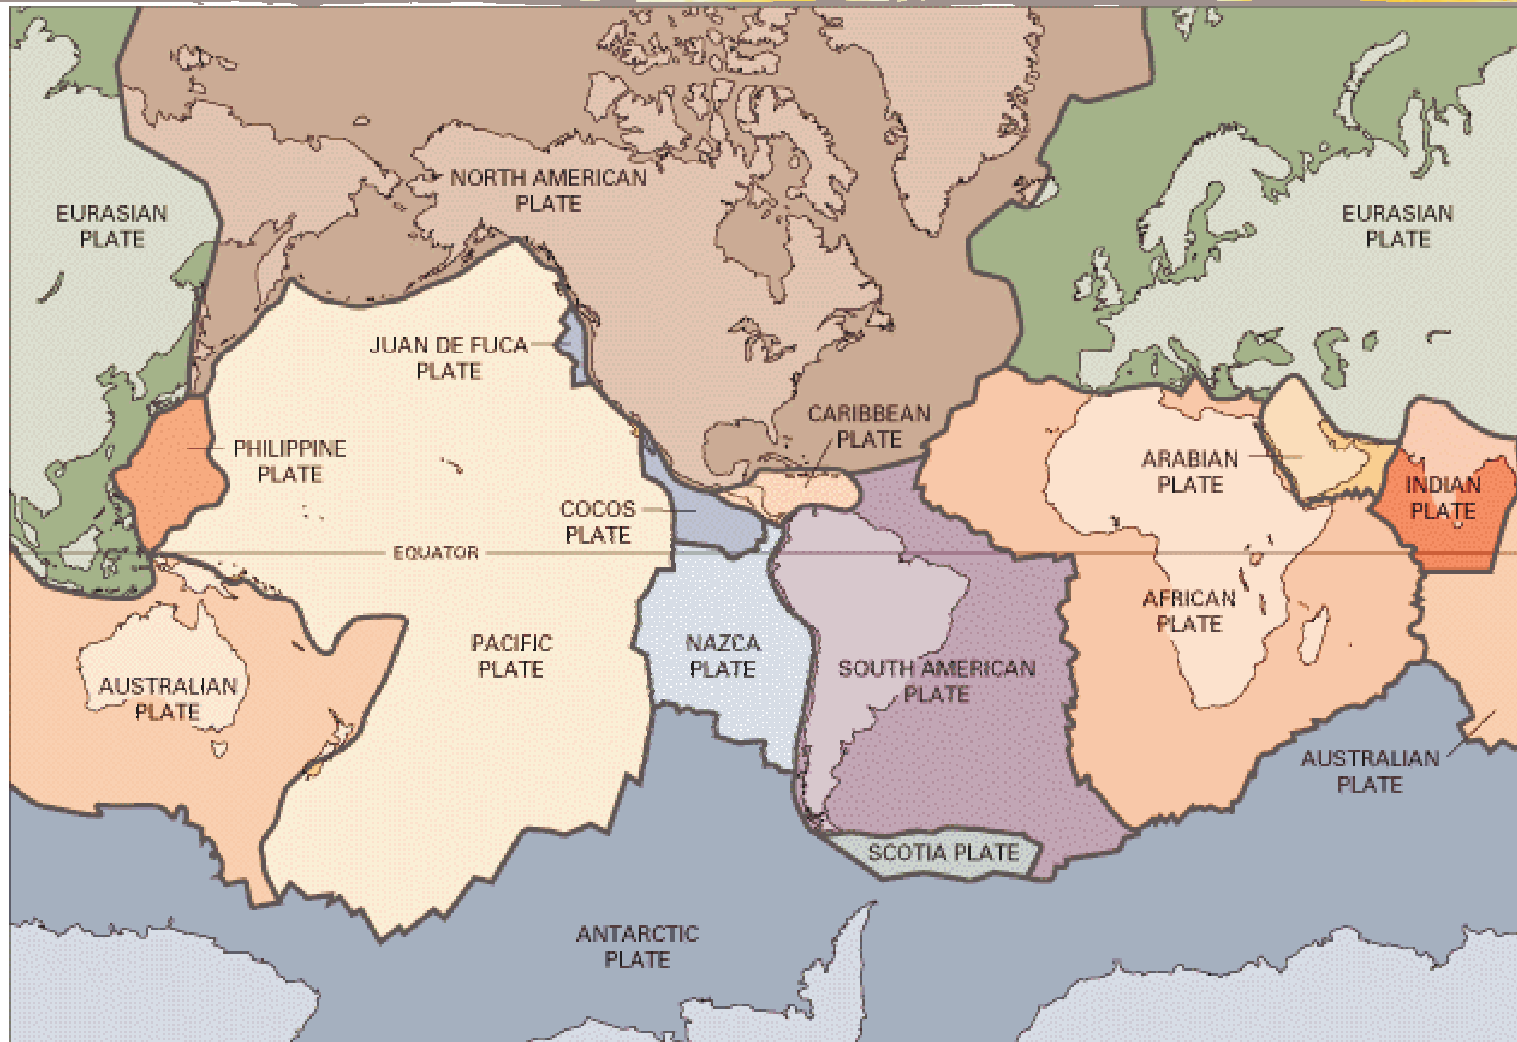 NORTH AMERICAN
PLATE
EURASIAN
PLATE
EURASIAN
PLATE
JUAN DE FUCA
PLATE
CARIBBEAN
PLATE
PHILIPPINE
PLATE
ARABIAN
PLATE
INDIAN
PLATE
COCOS
PLATE
EQUATOR
AFRICAN
PLATE
PACIFIC
PLATE
NAZCA
PLATE
SOUTH AMERICAN
PLATE
AUSTRALIAN
PLATE
AUSTRALIAN
PLATE
SCOTIA PLATE
ANTARCTIC
PLATE